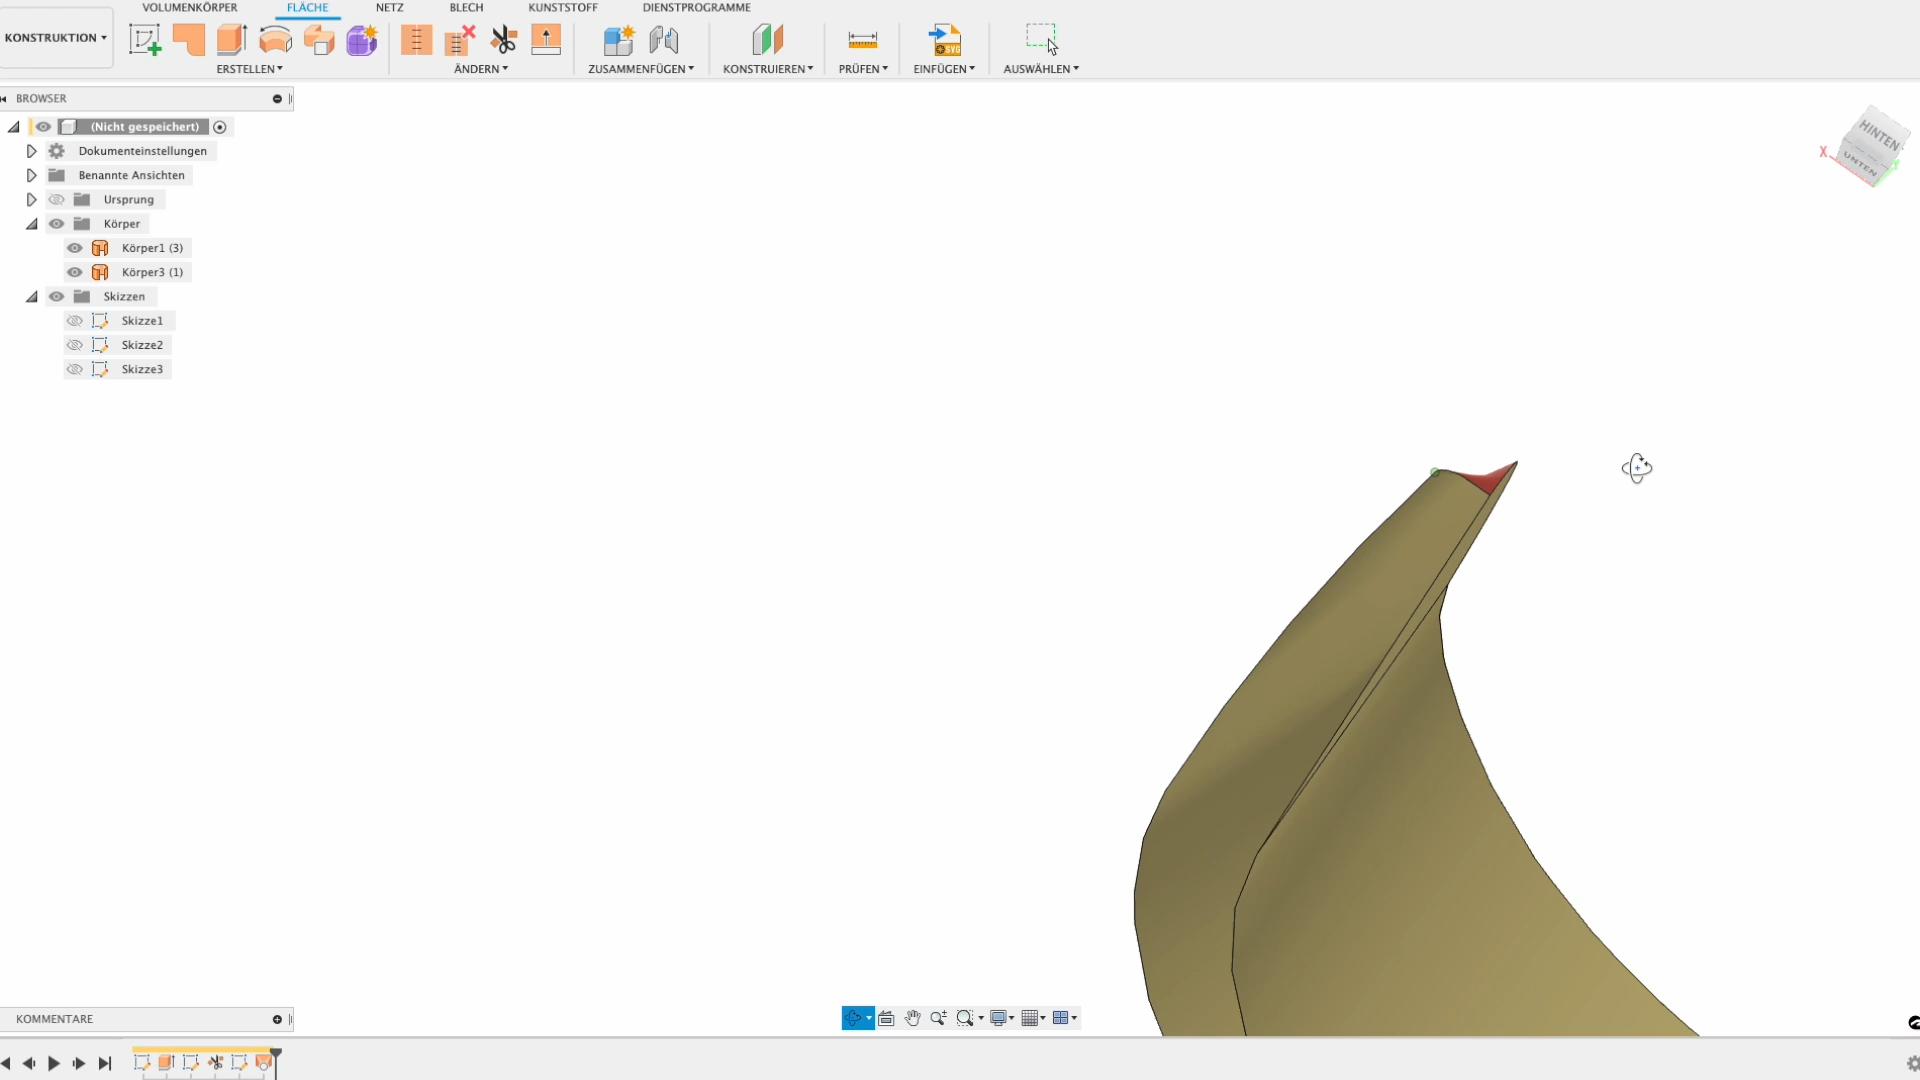 VOLUMENKÖRPER FLÄCHE NETZ BLECH KUNSTSTOFF DIENSTPROGRAMME
KONSTRUKTION
SVG
ERSTELLEN ÄNDERN ZUSAMMENFÜGEN KONSTRUIEREN PRÜFEN EINFÜGEN AUSWÄHLEN
BROWSER
(Nicht gespeichert)
Dokumenteinstellungen
Benannte Ansichten
Ursprung
Körper
Körper1 (3)
Körper3 (1)
Skizzen
Skizze1
Skizze2
Skizze3
HINTEN
X
UNTEN
Y
KOMMENTARE